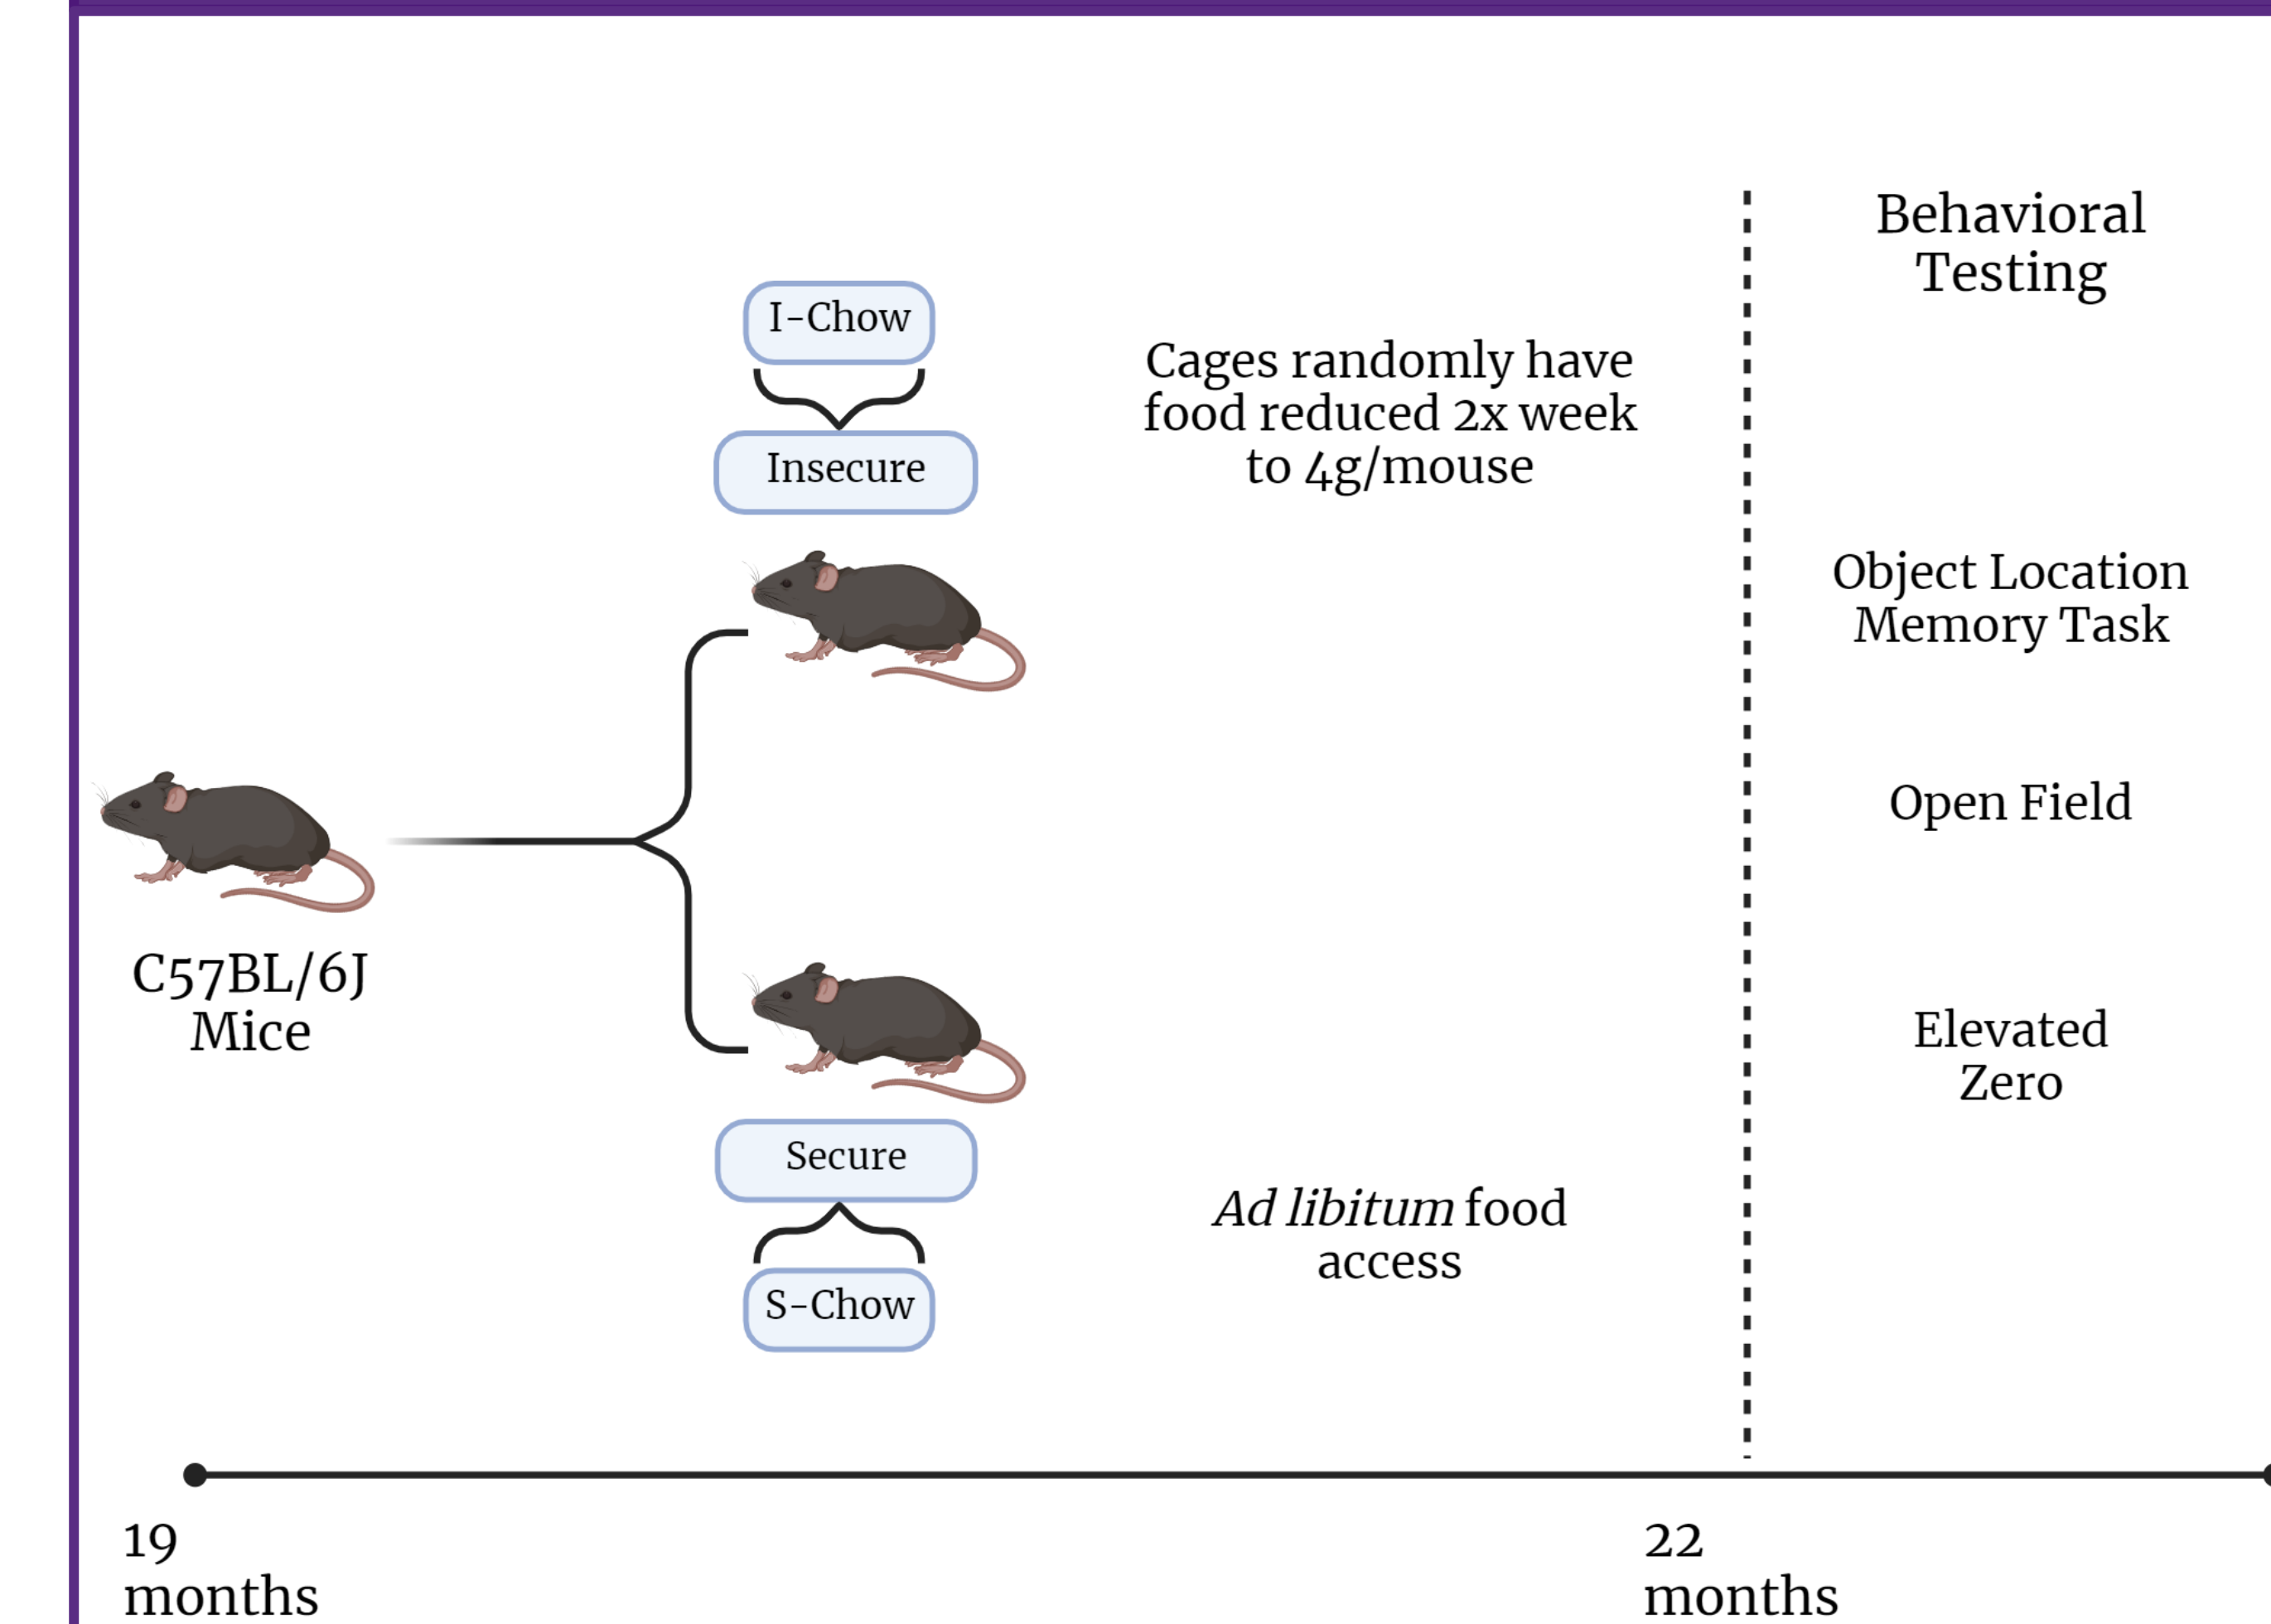 I-Chow
Insecure
Cages randomly have
food reduced 2x week
to 4g/mouse
Behavioral
Testing
Object Location
Memory Task
Open Field
Elevated
Zero
C57BL/6J
Mice
Secure
S-Chow
Ad libitum food
access
19
months
22
months